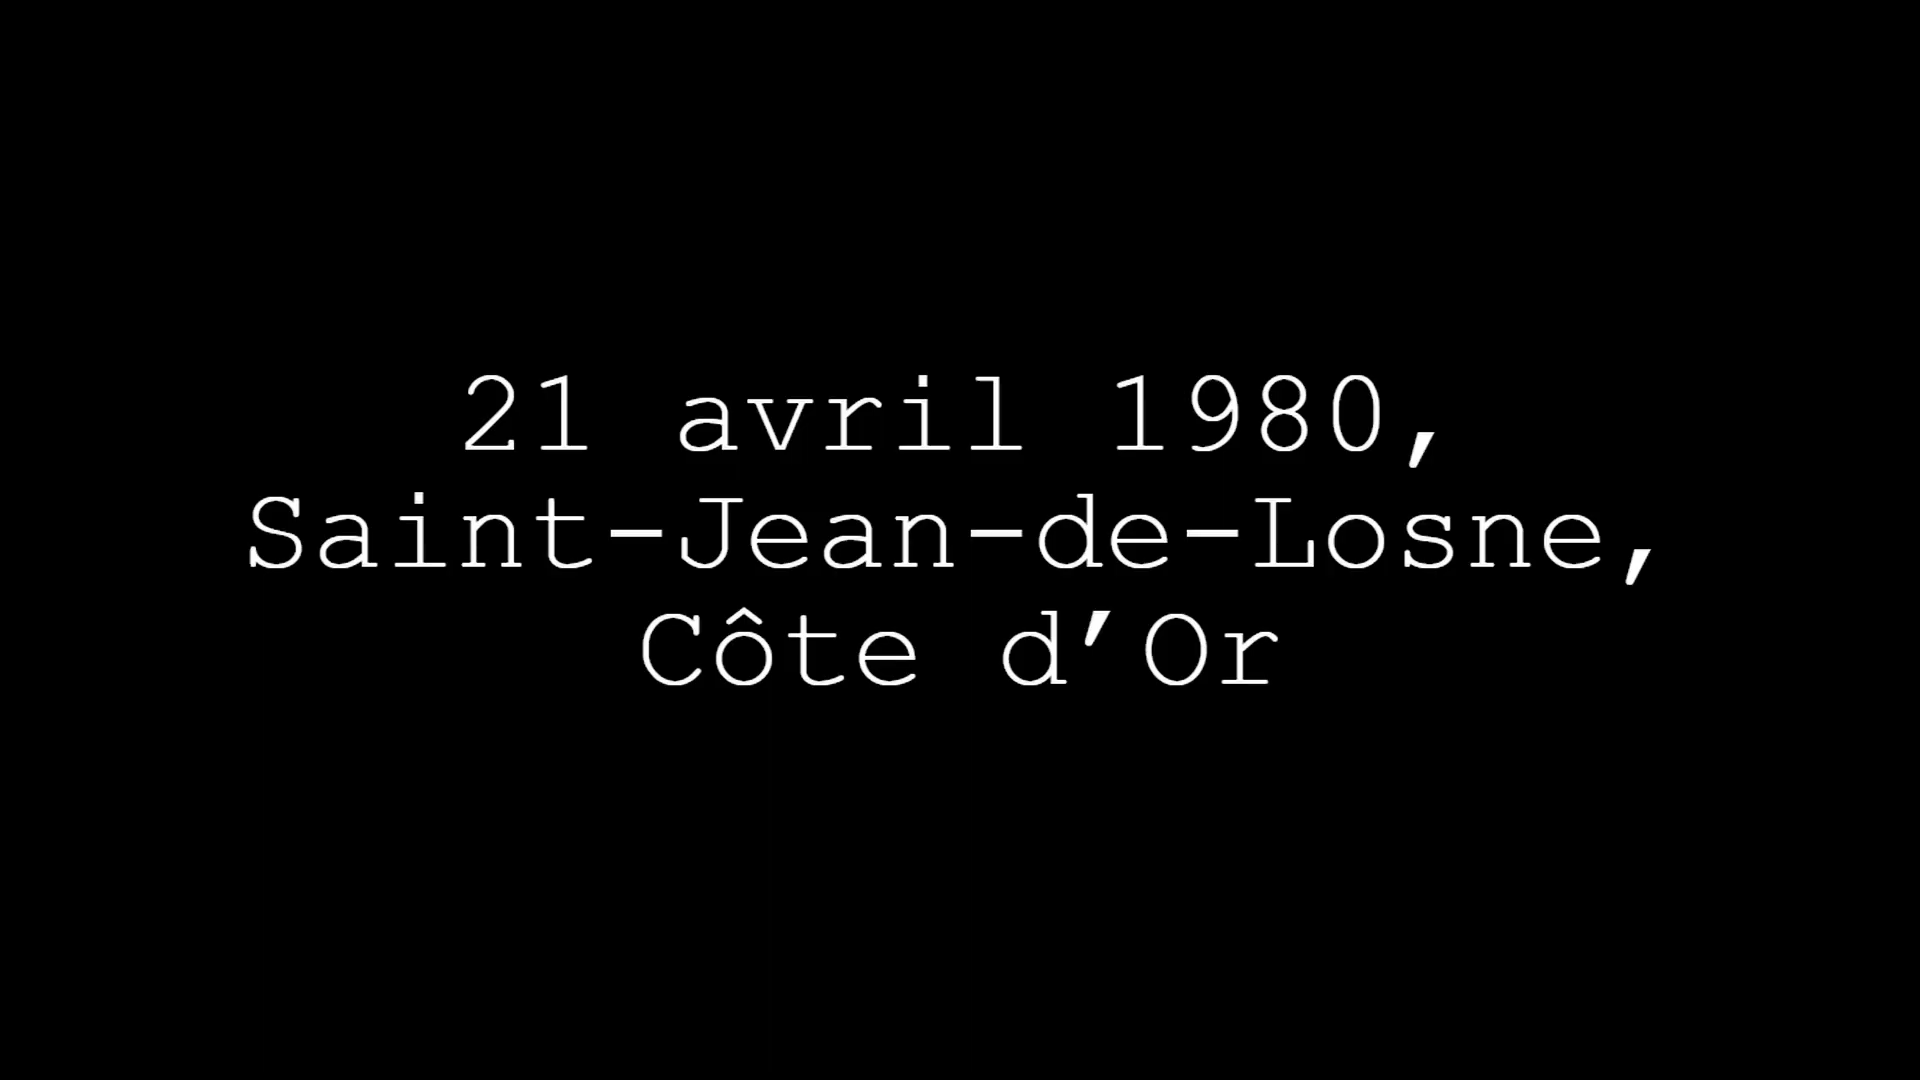 21 avril 1980,
Saint-Jean-de-Losne,
Côte d’Or